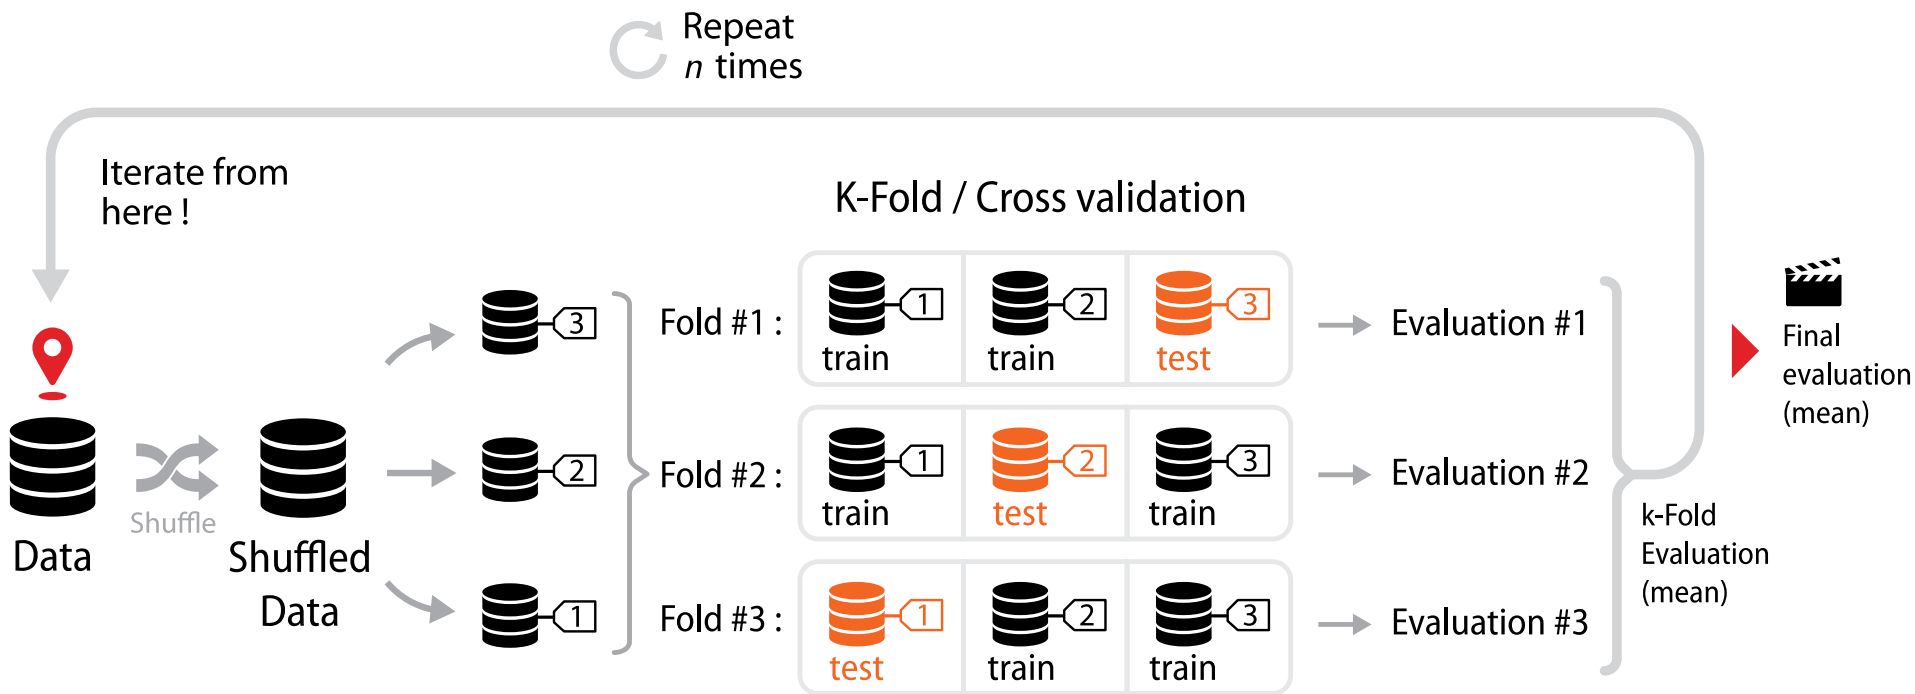 Repeat
n times
Iterate from
here !
K-Fold / Cross validation
Data
Shuffle
Shuffled
Data
3
2
1
Fold #1 :
1
train
2
train
3
test
Evaluation #1
Fold #2 :
1
train
2
test
3
train
Evaluation #2
Fold #3 :
1
test
2
train
3
train
Evaluation #3
k-Fold
Evaluation
(mean)
Final
evaluation
(mean)